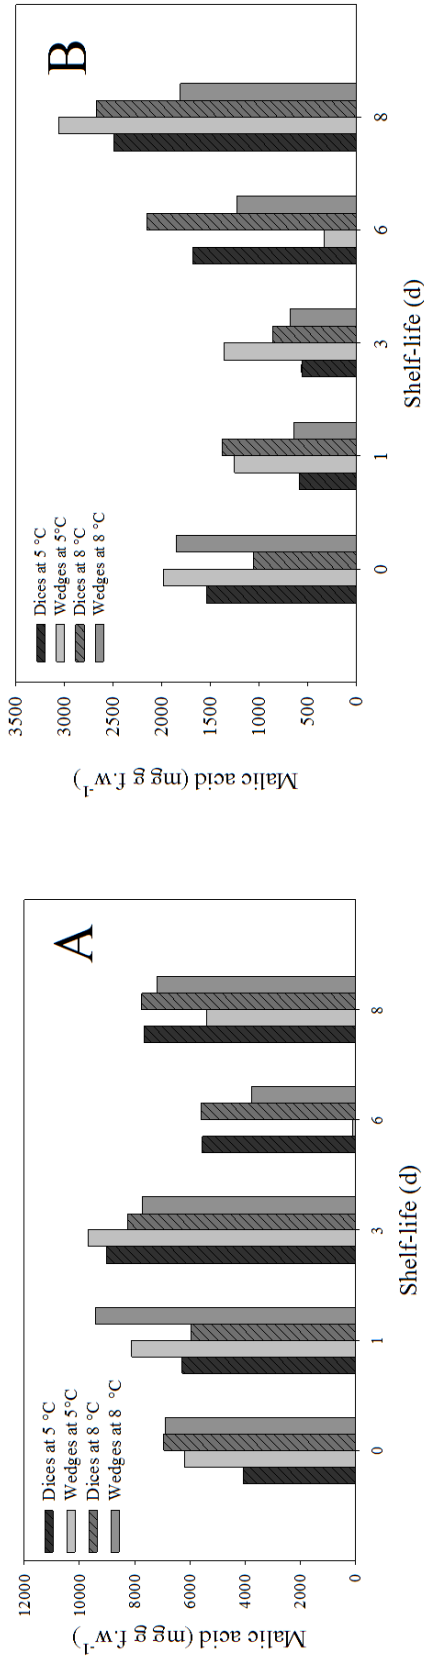 A
Dices at 5 °C
Wedges at 5°C
Dices at 8 °C
Wedges at 8 °C
Malic acid (mg g f.w-1)
12000
10000
8000
6000
4000
2000
0
0 1 3 6 8
Shelf-life (d)
B
Dices at 5 °C
Wedges at 5°C
Dices at 8 °C
Wedges at 8 °C
Malic acid (mg g f.w-1)
3500
3000
2500
2000
1500
1000
500
0
0 1 3 6 8
Shelf-life (d)